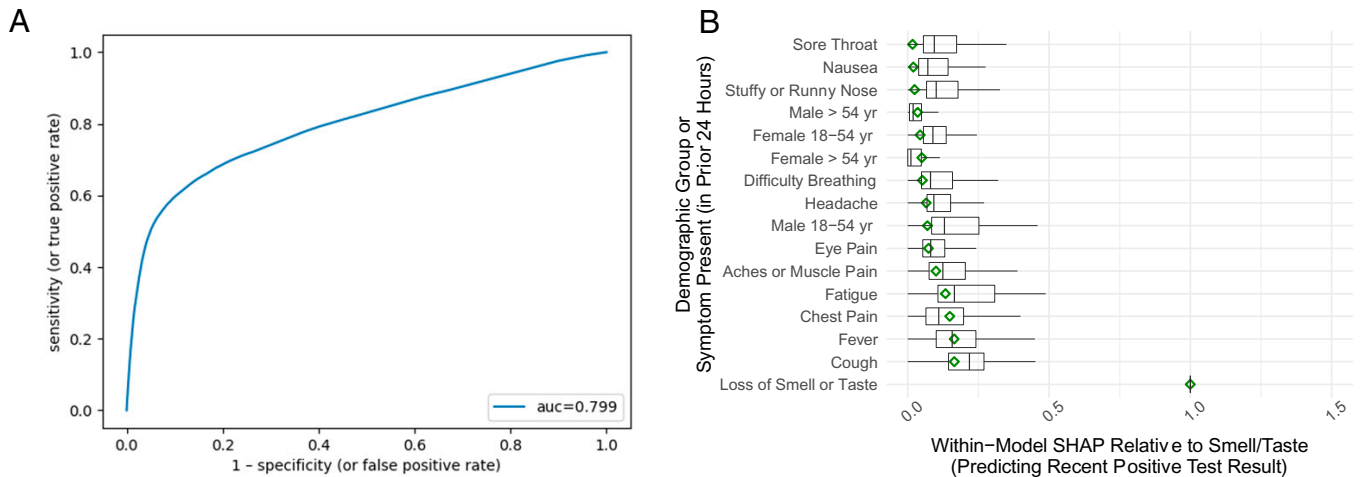 A
1.0
0.8
0.6
0.4
0.2
0.0
sensitivity (or true positive rate)
0.0
0.2
0.4
0.6
0.8
1.0
1 – specificity (or false positive rate)
auc=0.799
B
Demographic Group or
Symptom Present (in Prior 24 Hours)
Sore Throat
Nausea
Stuffy or Runny Nose
Male > 54 yr
Female 18−54 yr
Female > 54 yr
Difficulty Breathing
Headache
Male 18−54 yr
Eye Pain
Aches or Muscle Pain
Fatigue
Chest Pain
Fever
Cough
Loss of Smell or Taste
0.0
0.5
1.0
1.5
Within−Model SHAP Relative to Smell/Taste
(Predicting Recent Positive Test Result)